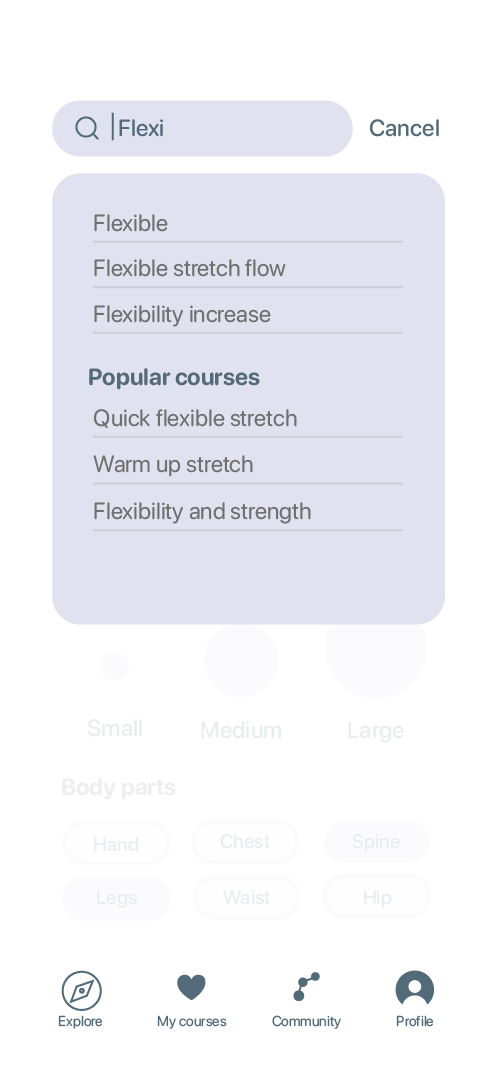 Flexi
Cancel
Flexible
Flexible stretch flow
Flexibility increase
Popular courses
Quick flexible stretch
Warm up stretch
Flexibility and strength
Small Medium Large
Body parts
Hand Chest Spine
Legs Waist Hip
Explore My courses Community Profile